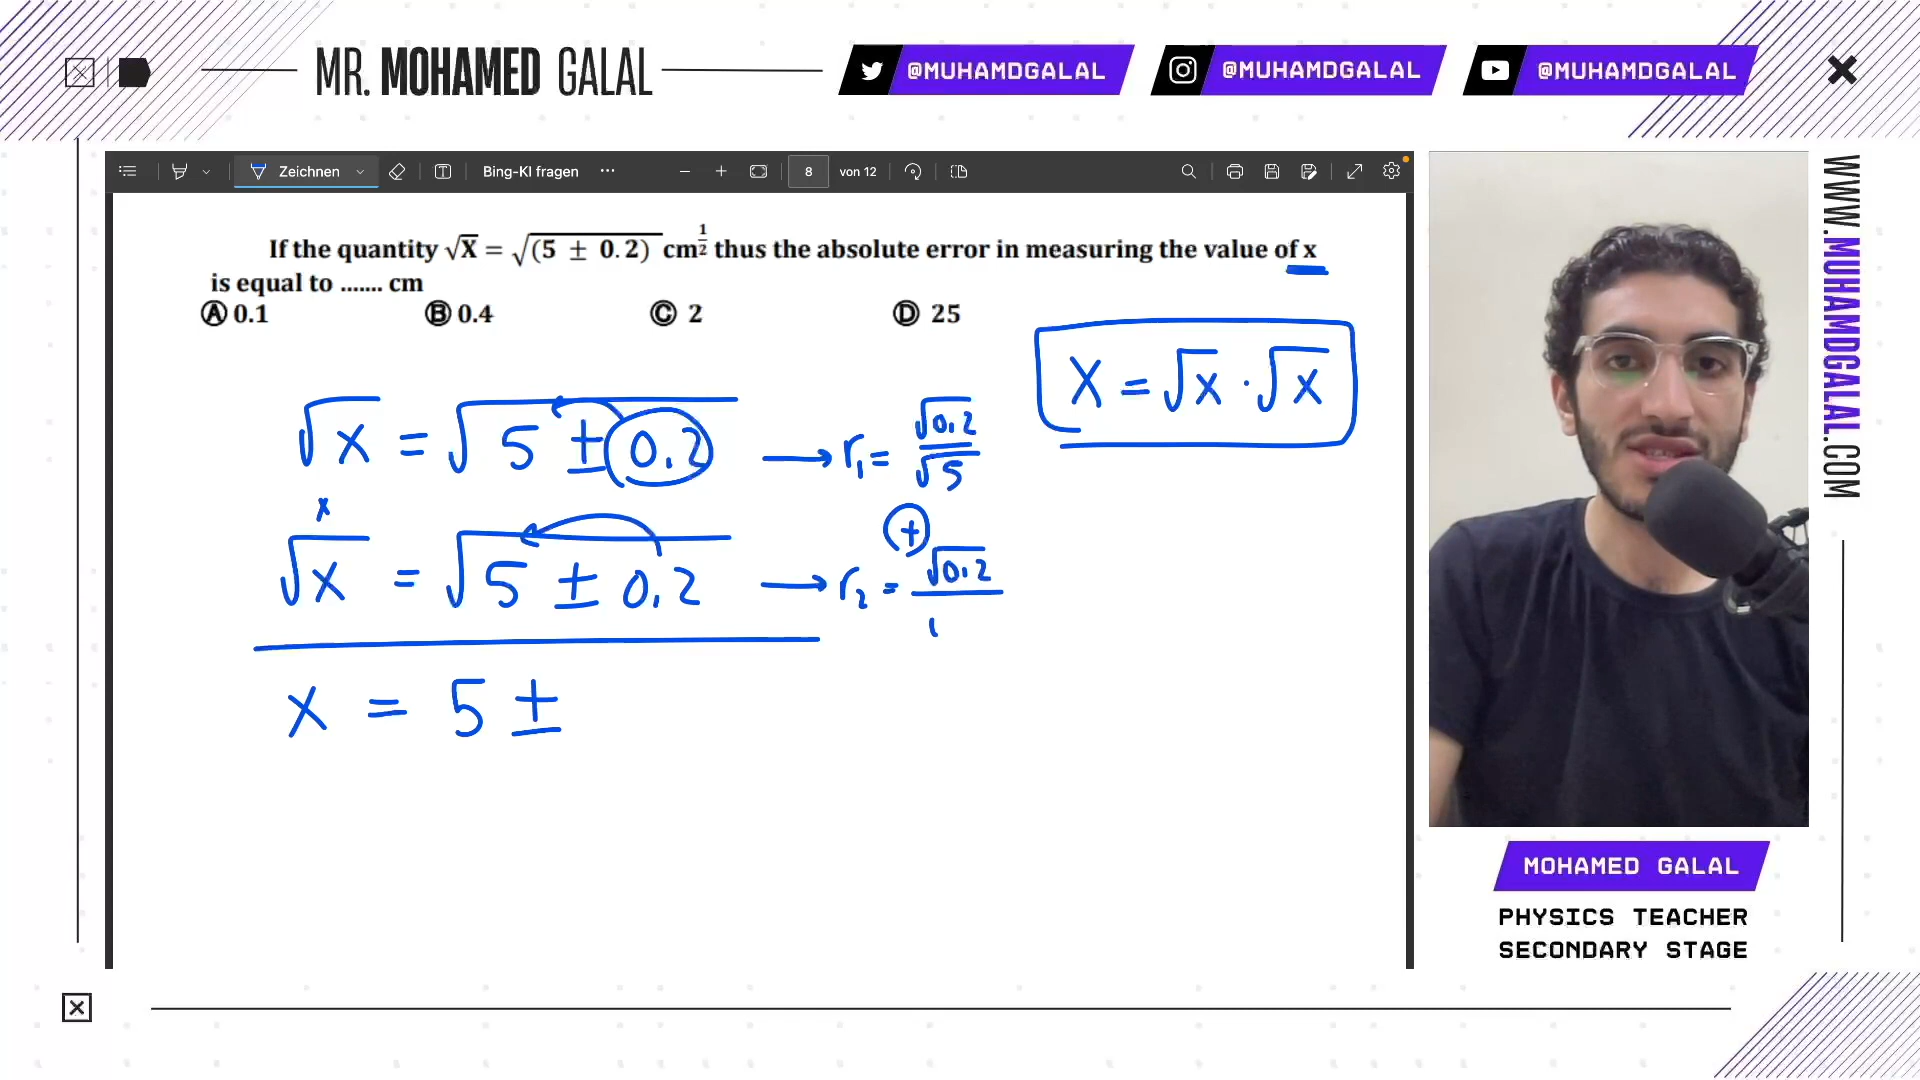 MR. MOHAMED GALAL
@MUHAMDGALAL
@MUHAMDGALAL
@MUHAMDGALAL
WWW.MUHAMDGALAL.COM
Zeichnen
Bing-KI fragen
8 von 12
If the quantity √X = √(5 ± 0.2) cm^½ thus the absolute error in measuring the value of x
is equal to ....... cm
Ⓐ 0.1 Ⓑ 0.4 Ⓒ 2 Ⓓ 25
X = √x · √x
√x = √5 ± 0.2 → r₁ = √0.2/√5
x
+
√x = √5 ± 0.2 → r₂ = √0.2
x = 5 ±
MOHAMED GALAL
PHYSICS TEACHER
SECONDARY STAGE